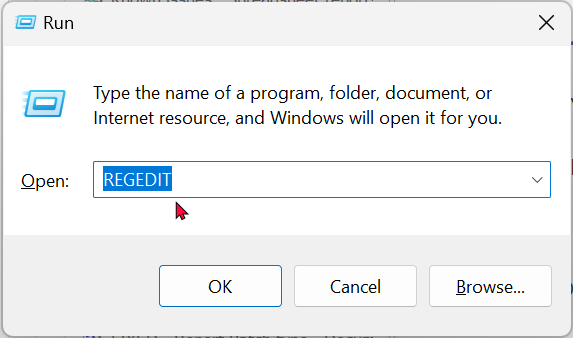 Run
Type the name of a program, folder, document, or
Internet resource, and Windows will open it for you.
Open:
REGEDIT
OK
Cancel
Browse...